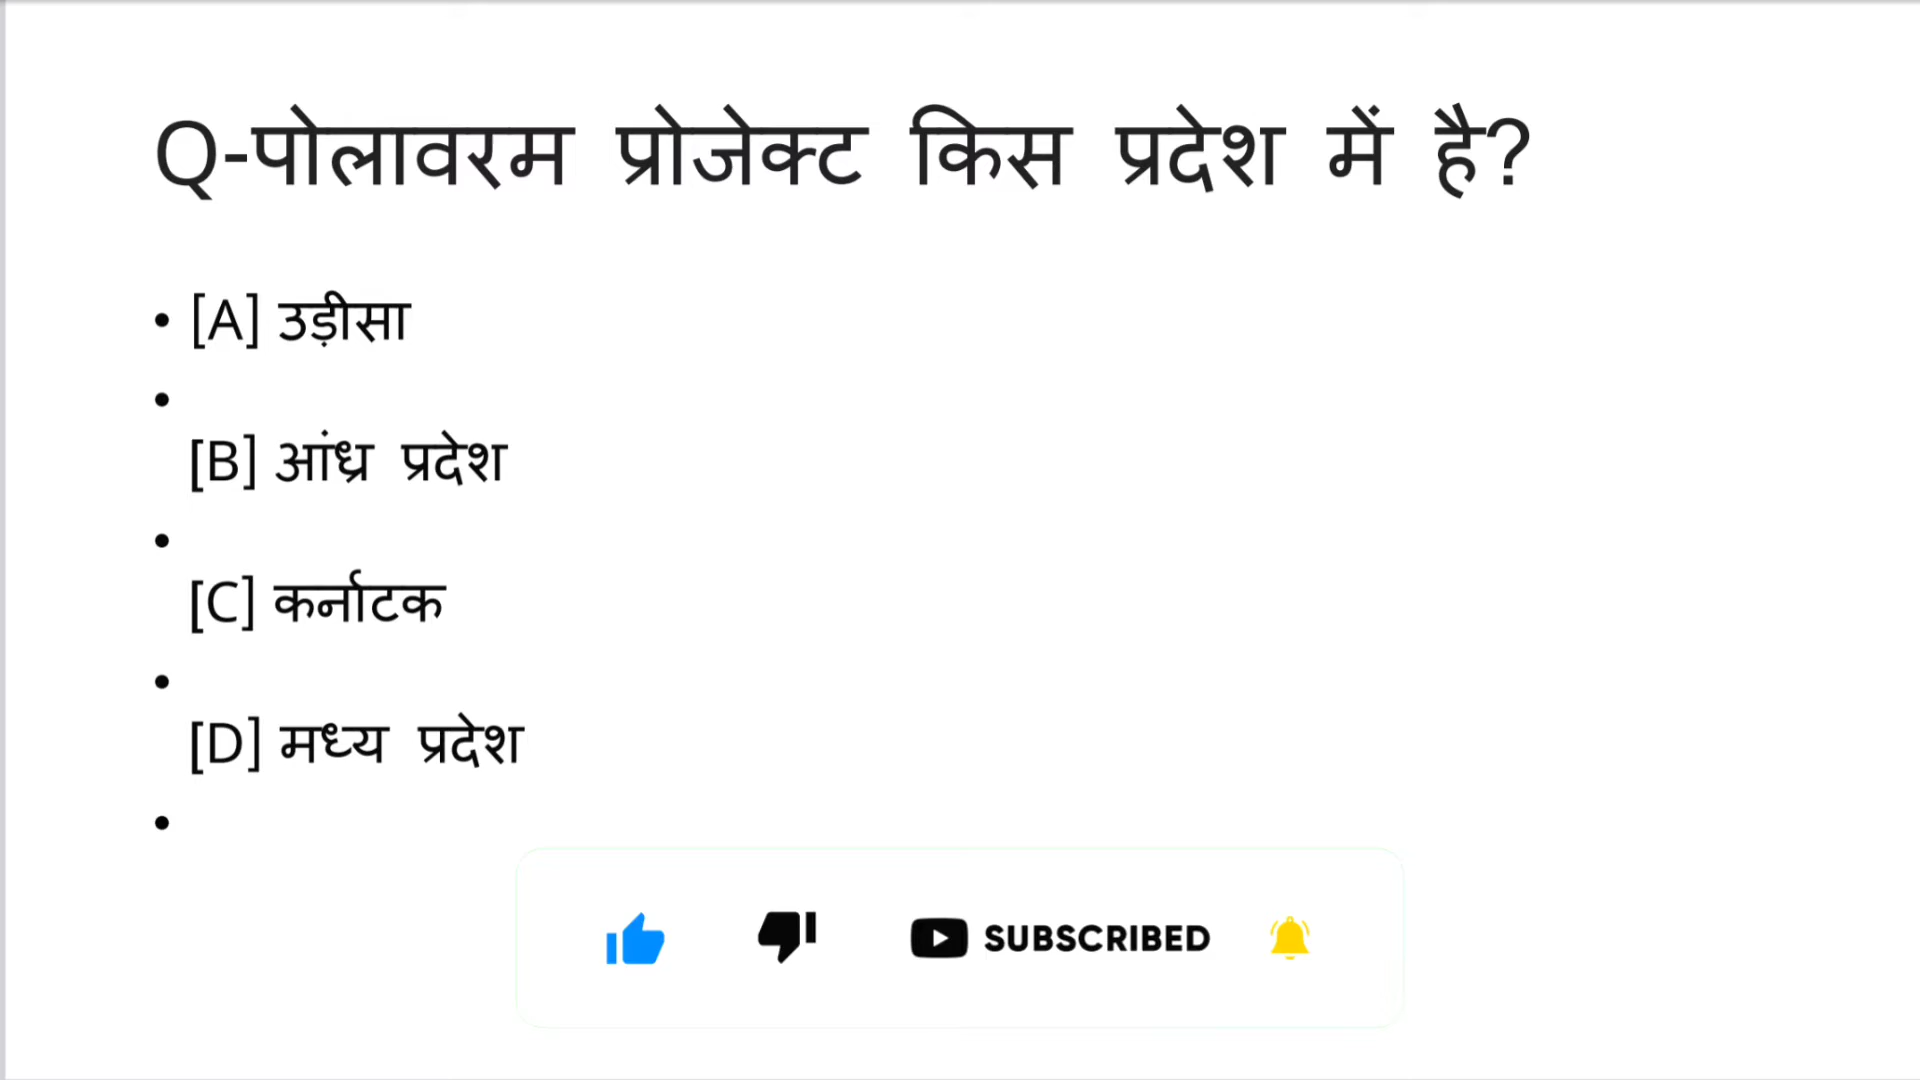 Q-पोलावरम प्रोजेक्ट किस प्रदेश में है?
• [A] उड़ीसा
•
[B] आंध्र प्रदेश
•
[C] कर्नाटक
•
[D] मध्य प्रदेश
•
SUBSCRIBED